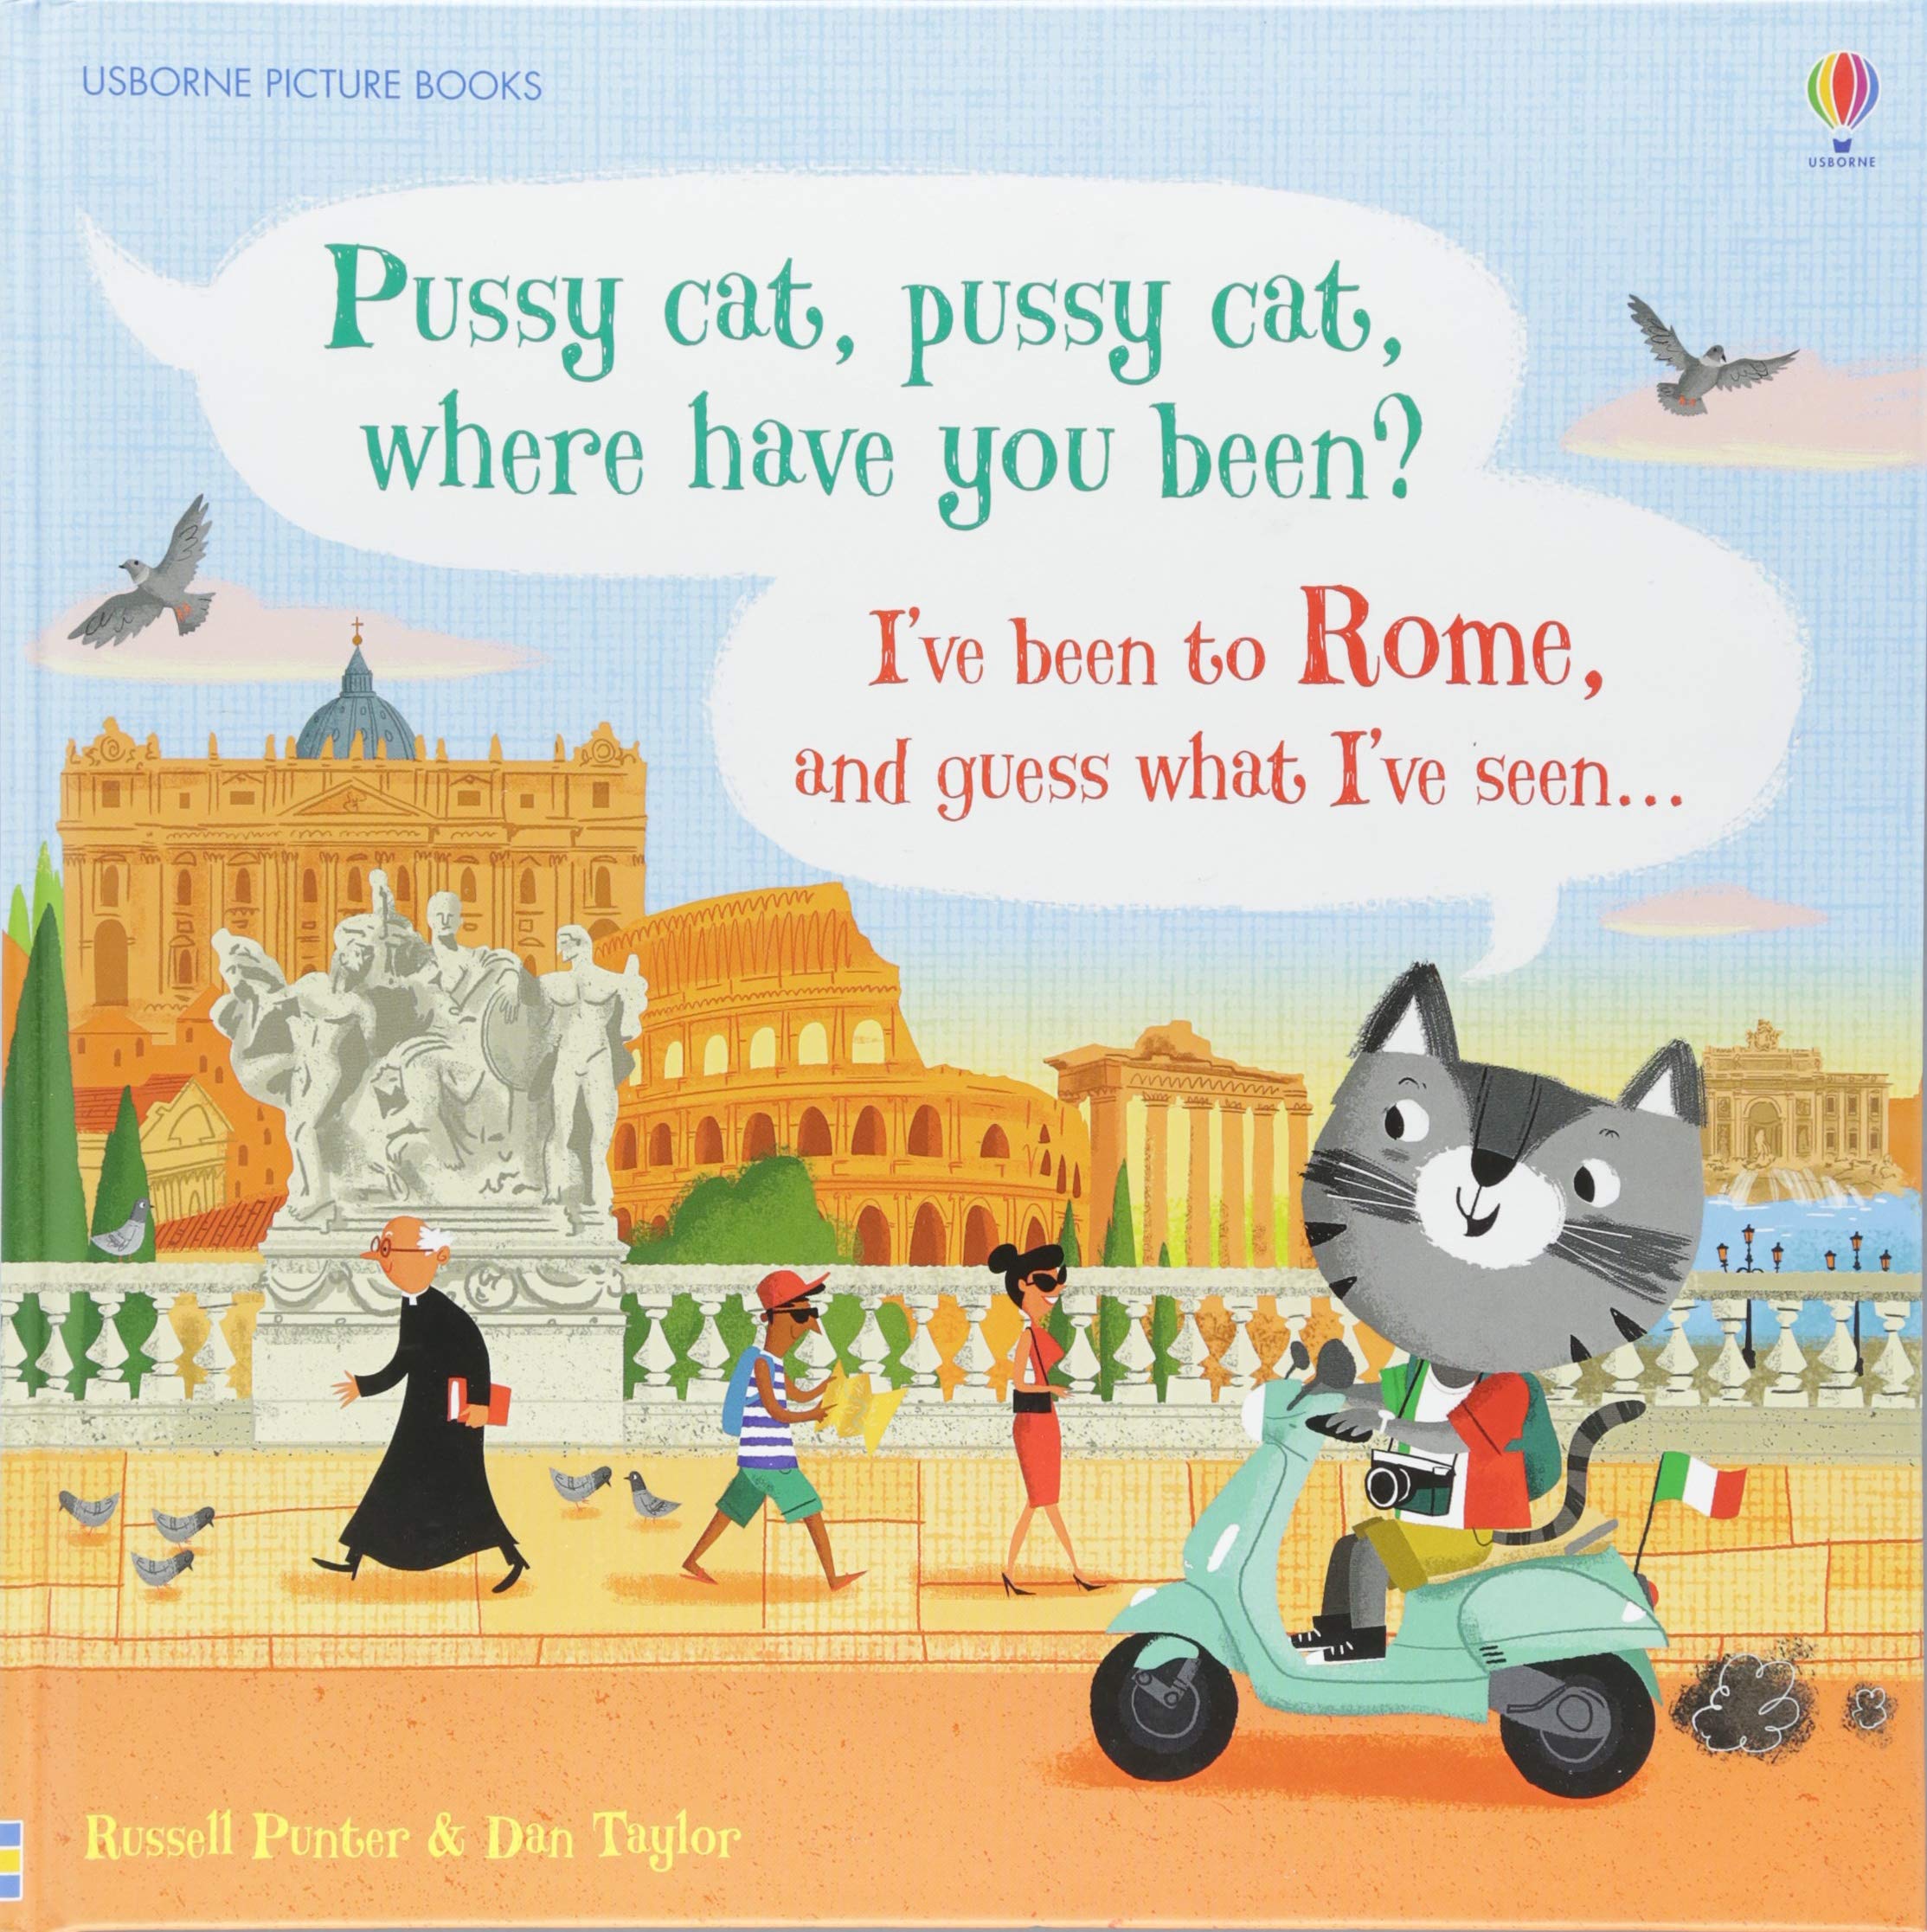 USBORNE PICTURE BOOKS
USBORNE
Pussy cat, pussy cat,
where have you been?
I've been to Rome,
and guess what I've seen...
Russell Punter & Dan Taylor